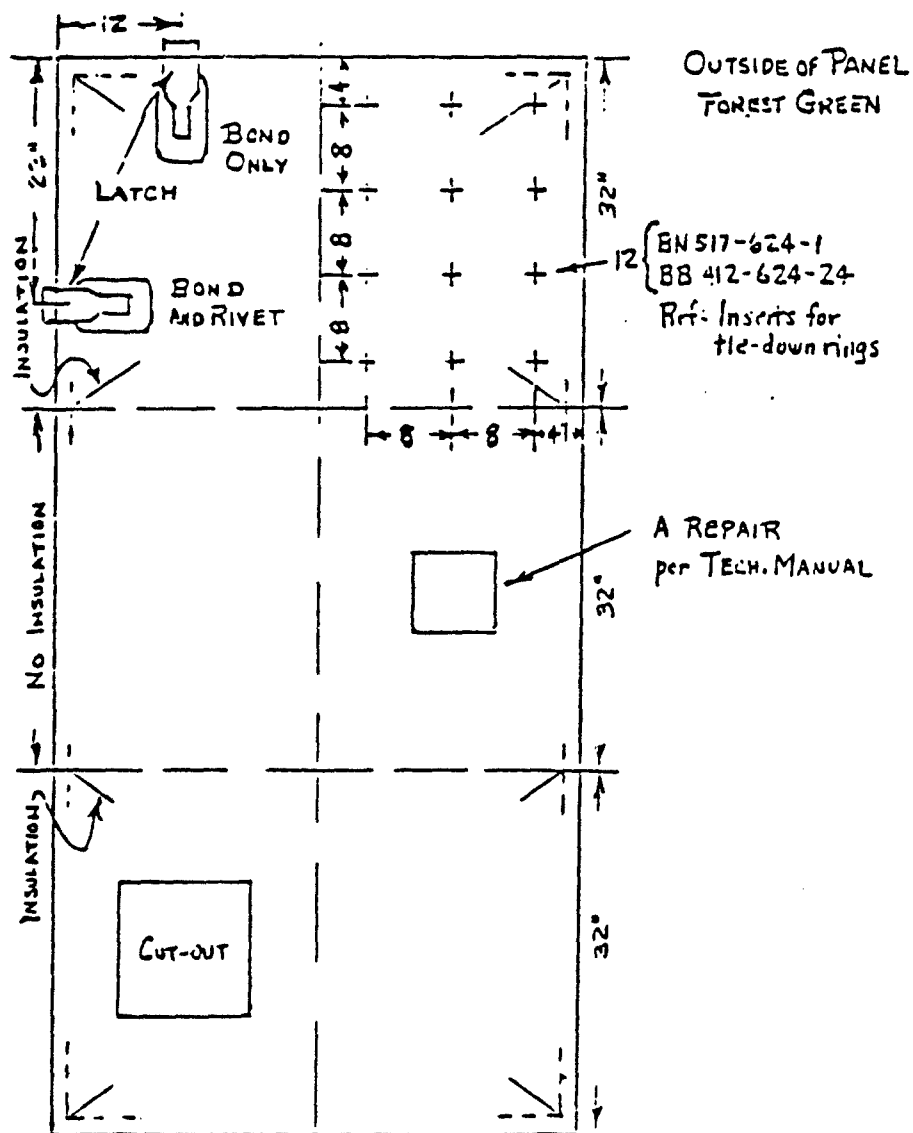 12
OUTSIDE OF PANEL
FOREST GREEN
4
BOND
ONLY
8
32"
LATCH
8
12 { BN 517-624-1
BB 412-624-24
Ref: Inserts for
tie-down rings
BOND
AND RIVET
8
INSULATION
8
8
4
NO INSULATION
A REPAIR
per TECH. MANUAL
32"
INSULATION
CUT-OUT
32"